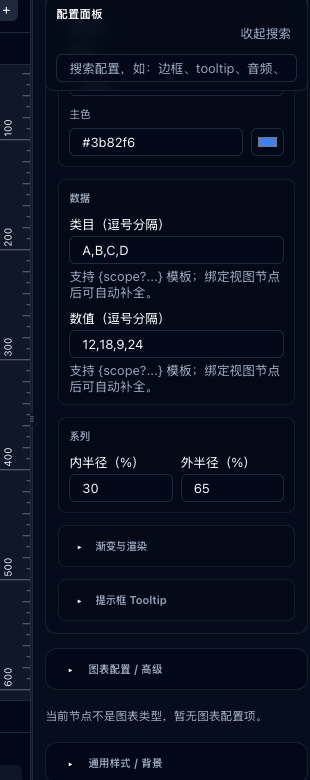 +
配置面板
收起搜索
搜索配置，如：边框、tooltip、音频、
主色
#3b82f6
数据
类目（逗号分隔）
A,B,C,D
支持 {scope?...} 模板；绑定视图节点
后可自动补全。
数值（逗号分隔）
12,18,9,24
支持 {scope?...} 模板；绑定视图节点
后可自动补全。
系列
内半径（%） 外半径（%）
30 65
渐变与渲染
提示框 Tooltip
图表配置 / 高级
当前节点不是图表类型，暂无图表配置项。
通用样式 / 背景
100
200
300
400
500
600